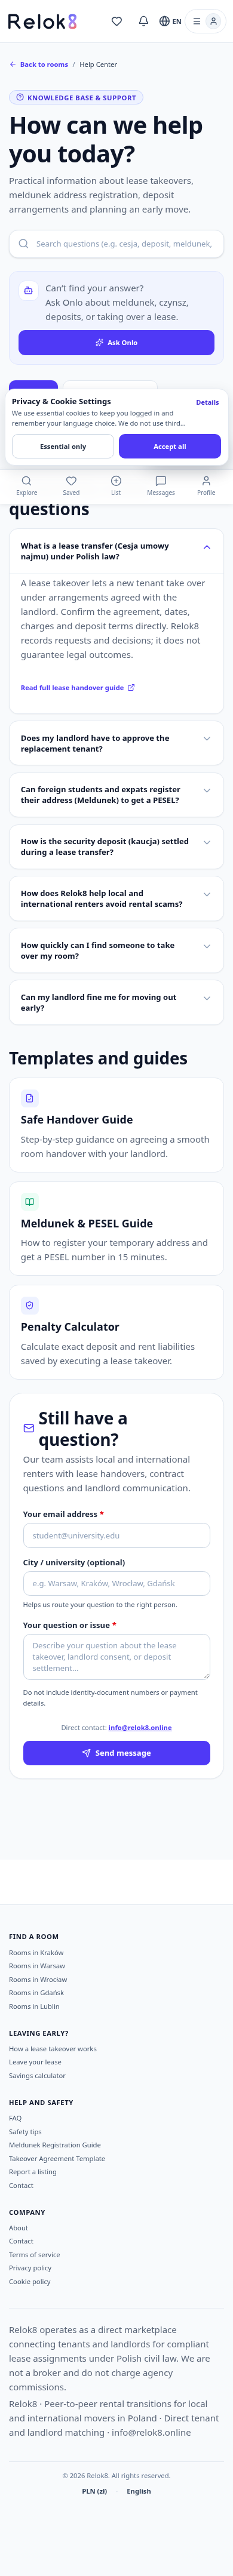 Relok8
EN
Back to rooms / Help Center
KNOWLEDGE BASE & SUPPORT
How can we help
you today?
Practical information about lease takeovers,
meldunek address registration, deposit
arrangements and planning an early move.
Search questions (e.g. cesja, deposit, meldunek,
Can't find your answer?
Ask Onlo about meldunek, czynsz,
deposits, or taking over a lease.
Ask Onlo
Privacy & Cookie Settings
Details
We use essential cookies to keep you logged in and
remember your language choice. We do not use third...
Essential only
Accept all
Explore
Saved
List
Messages
Profile
questions
What is a lease transfer (Cesja umowy
najmu) under Polish law?
A lease takeover lets a new tenant take over
under arrangements agreed with the
landlord. Confirm the agreement, dates,
charges and deposit terms directly. Relok8
records requests and decisions; it does not
guarantee legal outcomes.
Read full lease handover guide
Does my landlord have to approve the
replacement tenant?
Can foreign students and expats register
their address (Meldunek) to get a PESEL?
How is the security deposit (kaucja) settled
during a lease transfer?
How does Relok8 help local and
international renters avoid rental scams?
How quickly can I find someone to take
over my room?
Can my landlord fine me for moving out
early?
Templates and guides
Safe Handover Guide
Step-by-step guidance on agreeing a smooth
room handover with your landlord.
Meldunek & PESEL Guide
How to register your temporary address and
get a PESEL number in 15 minutes.
Penalty Calculator
Calculate exact deposit and rent liabilities
saved by executing a lease takeover.
Still have a
question?
Our team assists local and international
renters with lease handovers, contract
questions and landlord communication.
Your email address *
student@university.edu
City / university (optional)
e.g. Warsaw, Kraków, Wrocław, Gdańsk
Helps us route your question to the right person.
Your question or issue *
Describe your question about the lease
takeover, landlord consent, or deposit
settlement...
Do not include identity-document numbers or payment
details.
Direct contact: info@relok8.online
Send message
FIND A ROOM
Rooms in Kraków
Rooms in Warsaw
Rooms in Wrocław
Rooms in Gdańsk
Rooms in Lublin
LEAVING EARLY?
How a lease takeover works
Leave your lease
Savings calculator
HELP AND SAFETY
FAQ
Safety tips
Meldunek Registration Guide
Takeover Agreement Template
Report a listing
Contact
COMPANY
About
Contact
Terms of service
Privacy policy
Cookie policy
Relok8 operates as a direct marketplace
connecting tenants and landlords for compliant
lease assignments under Polish civil law. We are
not a broker and do not charge agency
commissions.
Relok8 · Peer-to-peer rental transitions for local
and international movers in Poland · Direct tenant
and landlord matching · info@relok8.online
© 2026 Relok8. All rights reserved.
PLN (zł) · English